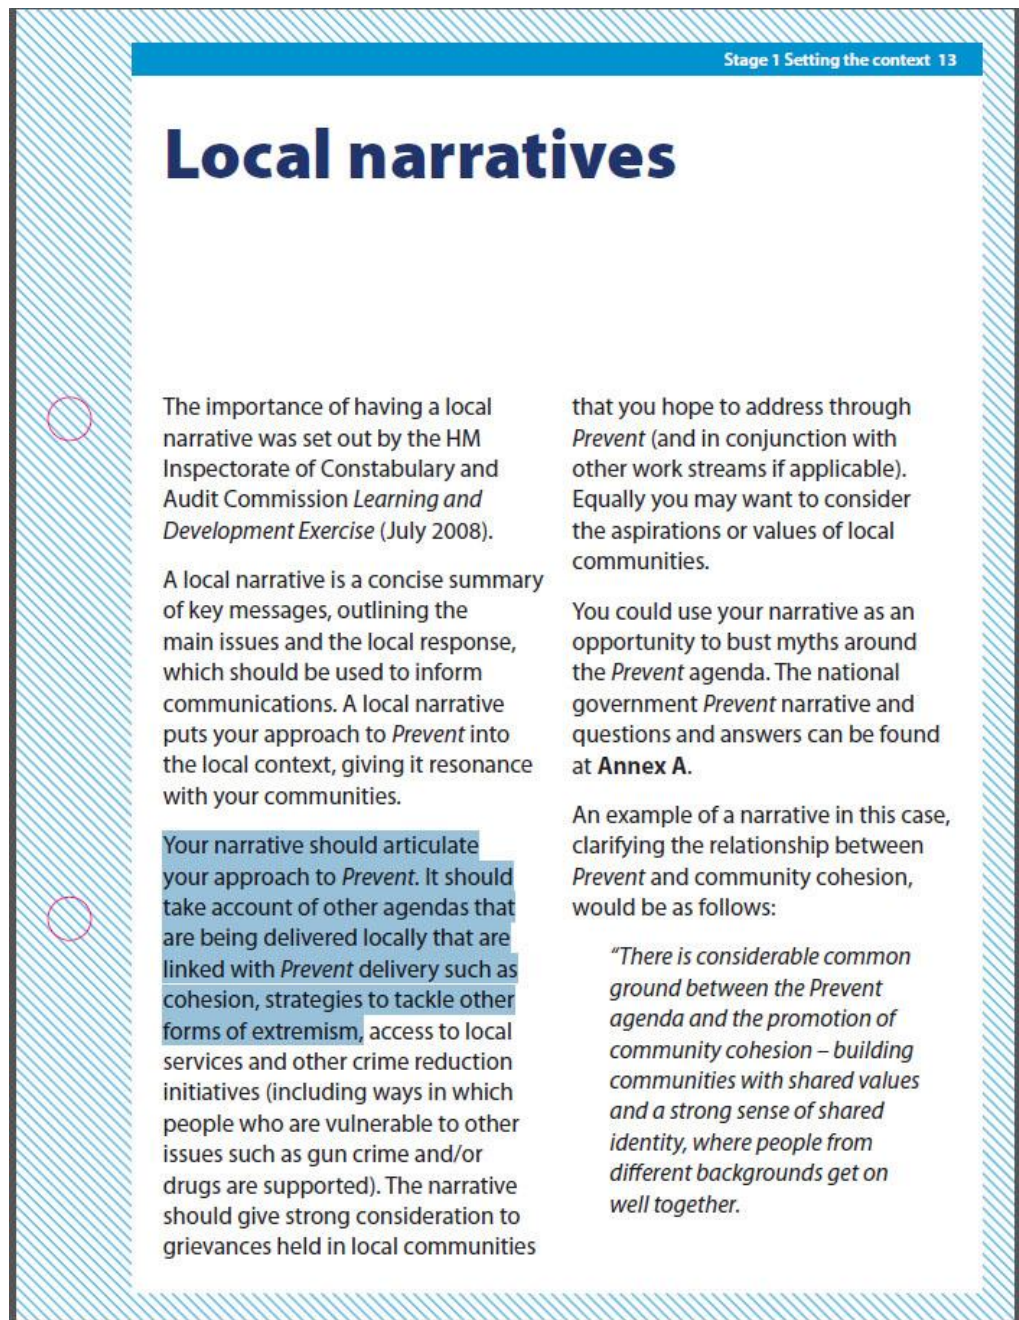 Stage 1 Setting the context 13
Local narratives
The importance of having a local
narrative was set out by the HM
Inspectorate of Constabulary and
Audit Commission Learning and
Development Exercise (July 2008).
A local narrative is a concise summary
of key messages, outlining the
main issues and the local response,
which should be used to inform
communications. A local narrative
puts your approach to Prevent into
the local context, giving it resonance
with your communities.
Your narrative should articulate
your approach to Prevent. It should
take account of other agendas that
are being delivered locally that are
linked with Prevent delivery such as
cohesion, strategies to tackle other
forms of extremism, access to local
services and other crime reduction
initiatives (including ways in which
people who are vulnerable to other
issues such as gun crime and/or
drugs are supported). The narrative
should give strong consideration to
grievances held in local communities
that you hope to address through
Prevent (and in conjunction with
other work streams if applicable).
Equally you may want to consider
the aspirations or values of local
communities.
You could use your narrative as an
opportunity to bust myths around
the Prevent agenda. The national
government Prevent narrative and
questions and answers can be found
at Annex A.
An example of a narrative in this case,
clarifying the relationship between
Prevent and community cohesion,
would be as follows:
“There is considerable common
ground between the Prevent
agenda and the promotion of
community cohesion – building
communities with shared values
and a strong sense of shared
identity, where people from
different backgrounds get on
well together.